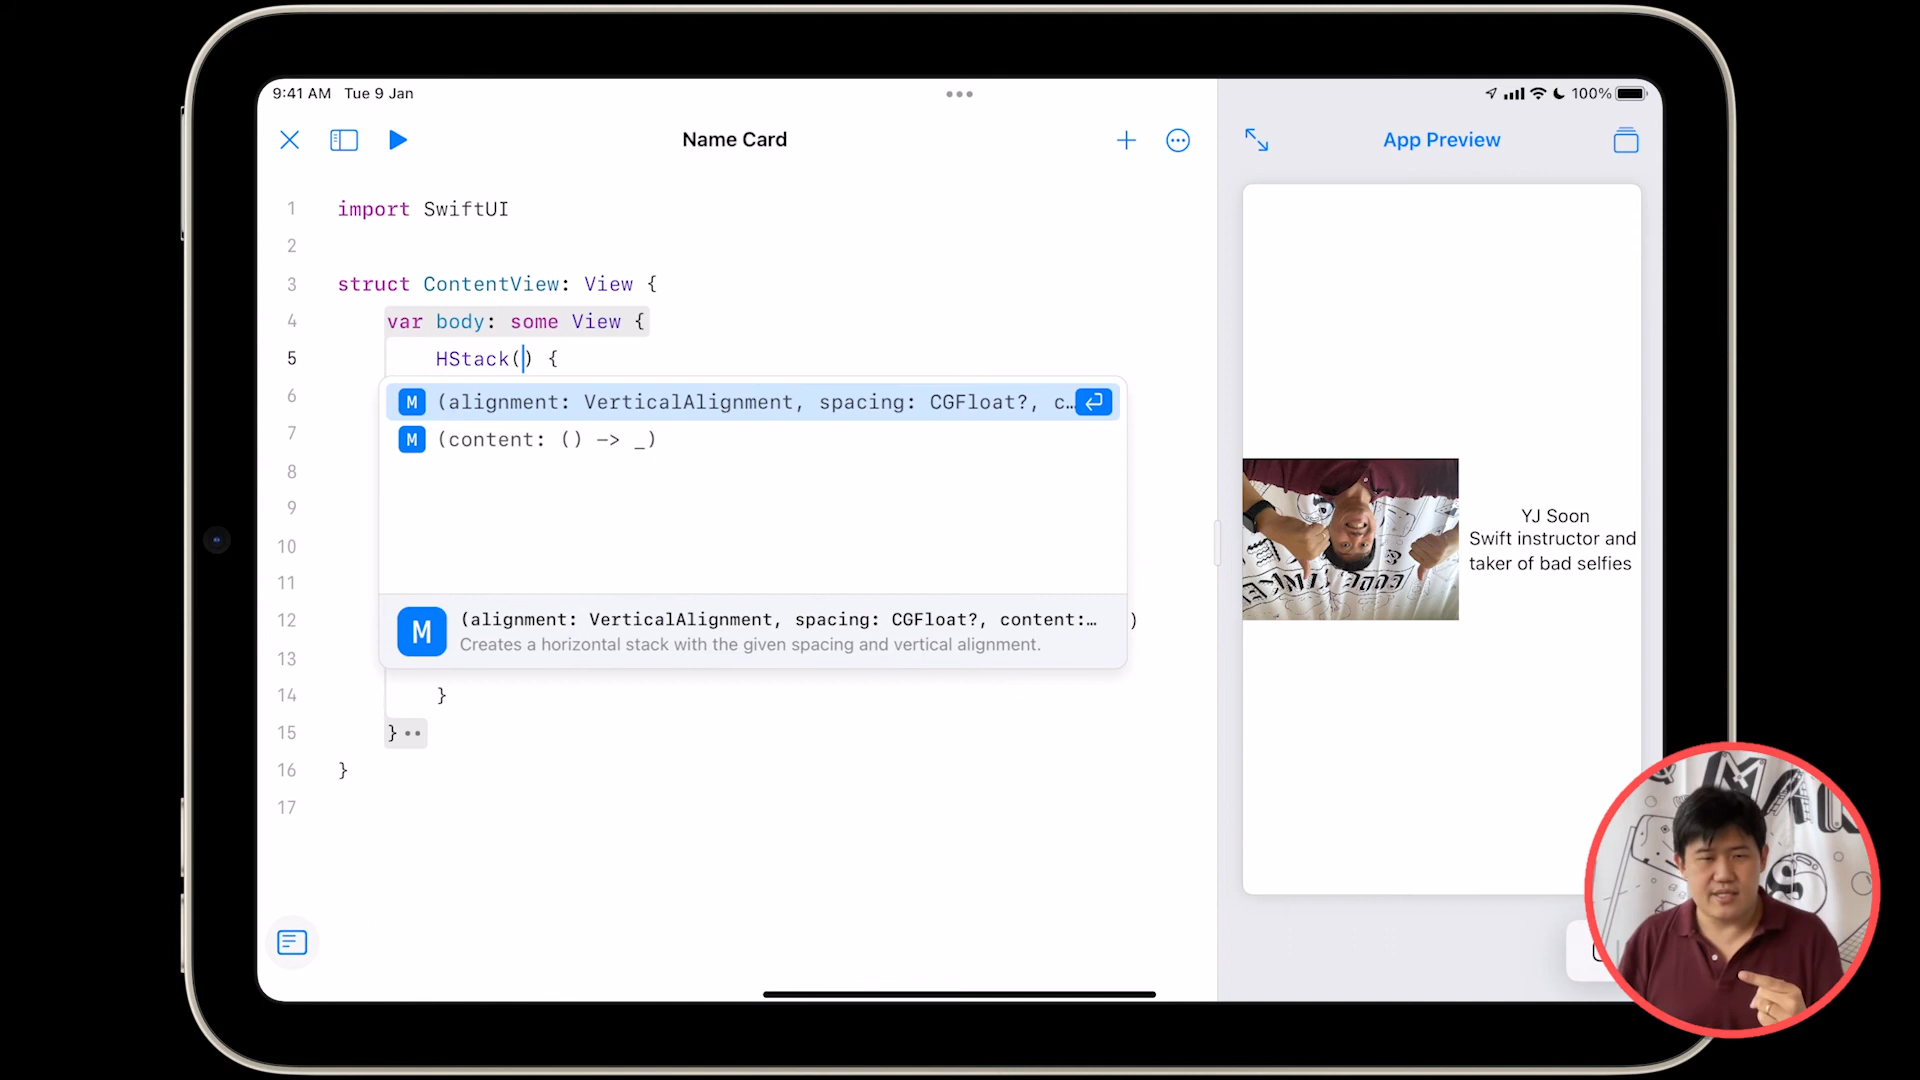 9:41 AM Tue 9 Jan
100%
Name Card
App Preview
1 import SwiftUI
2
3 struct ContentView: View {
4 var body: some View {
5 HStack() {
6
M (alignment: VerticalAlignment, spacing: CGFloat?, c…
7
M (content: () -> _)
8
9
10
11
12
M (alignment: VerticalAlignment, spacing: CGFloat?, content:… )
Creates a horizontal stack with the given spacing and vertical alignment.
13
14 }
15 }
16 }
17
YJ Soon
Swift instructor and
taker of bad selfies